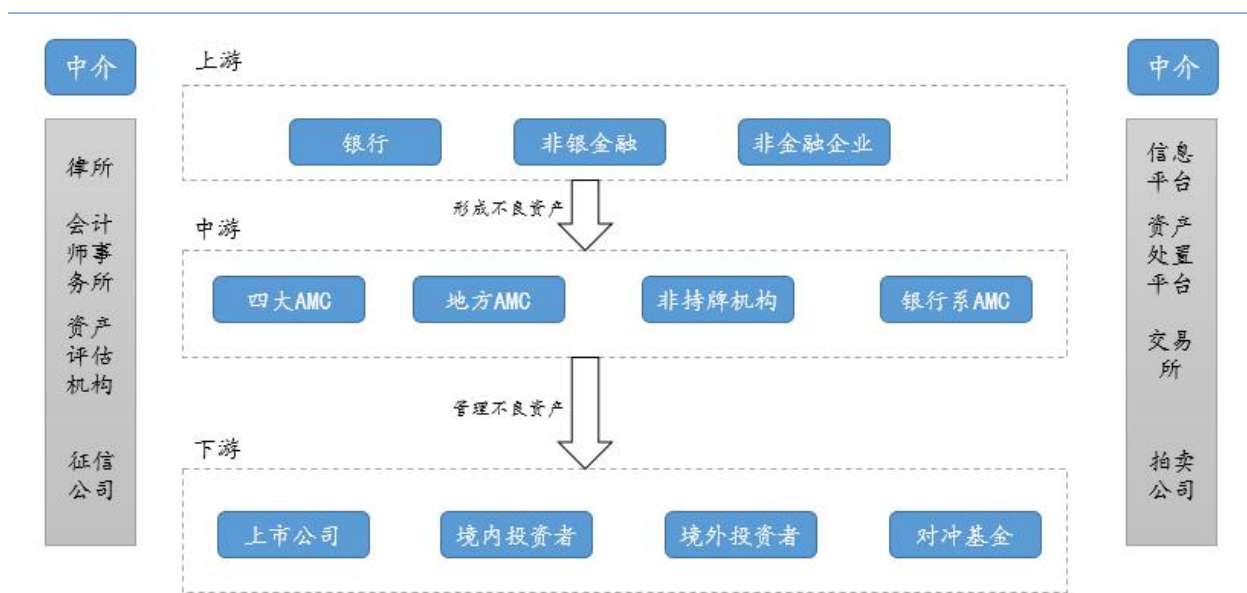 中介
律所
会计
师事
务所
资产
评估
机构
征信
公司
上游
银行
非银金融
非金融企业
形成不良资产
中游
四大AMC
地方AMC
非持牌机构
银行系AMC
管理不良资产
下游
上市公司
境内投资者
境外投资者
对冲基金
中介
信息
平台
资产
处置
平台
交易
所
拍卖
公司